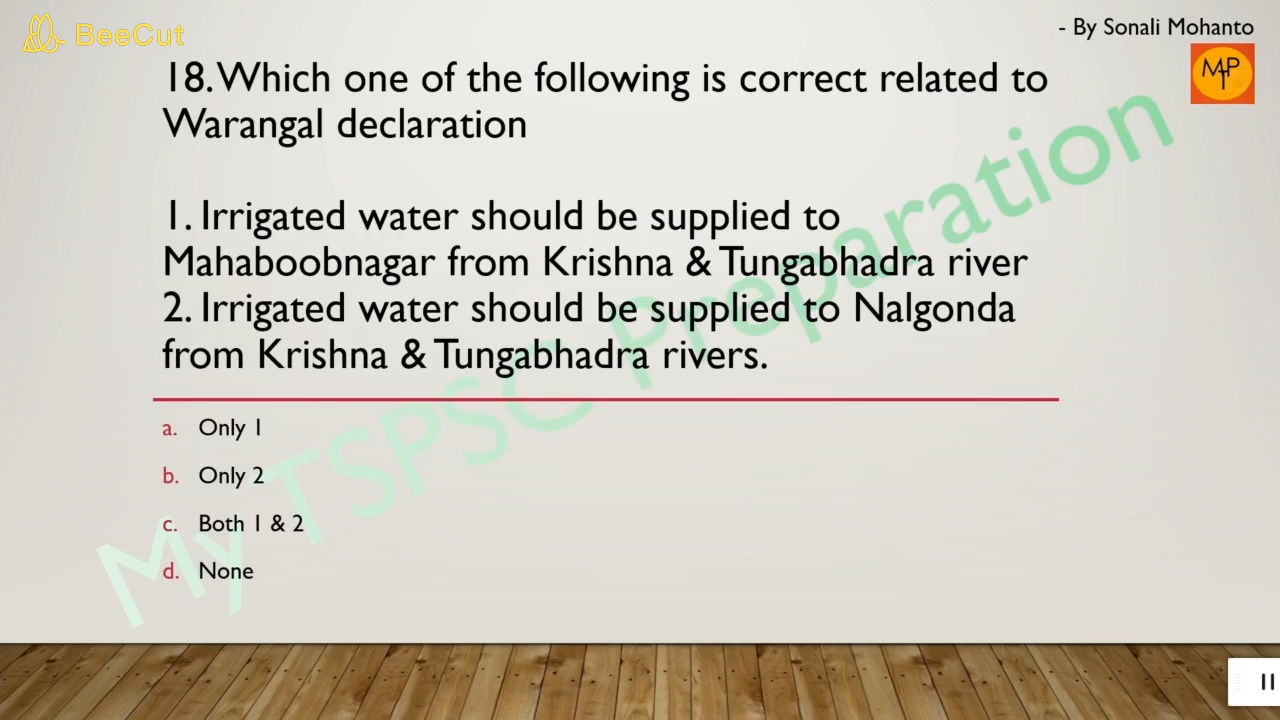 BeeCut
- By Sonali Mohanto
MTP
18. Which one of the following is correct related to
Warangal declaration
1. Irrigated water should be supplied to
Mahaboobnagar from Krishna & Tungabhadra river
2. Irrigated water should be supplied to Nalgonda
from Krishna & Tungabhadra rivers.
a. Only 1
b. Only 2
c. Both 1 & 2
d. None
My TSPSC Preparation